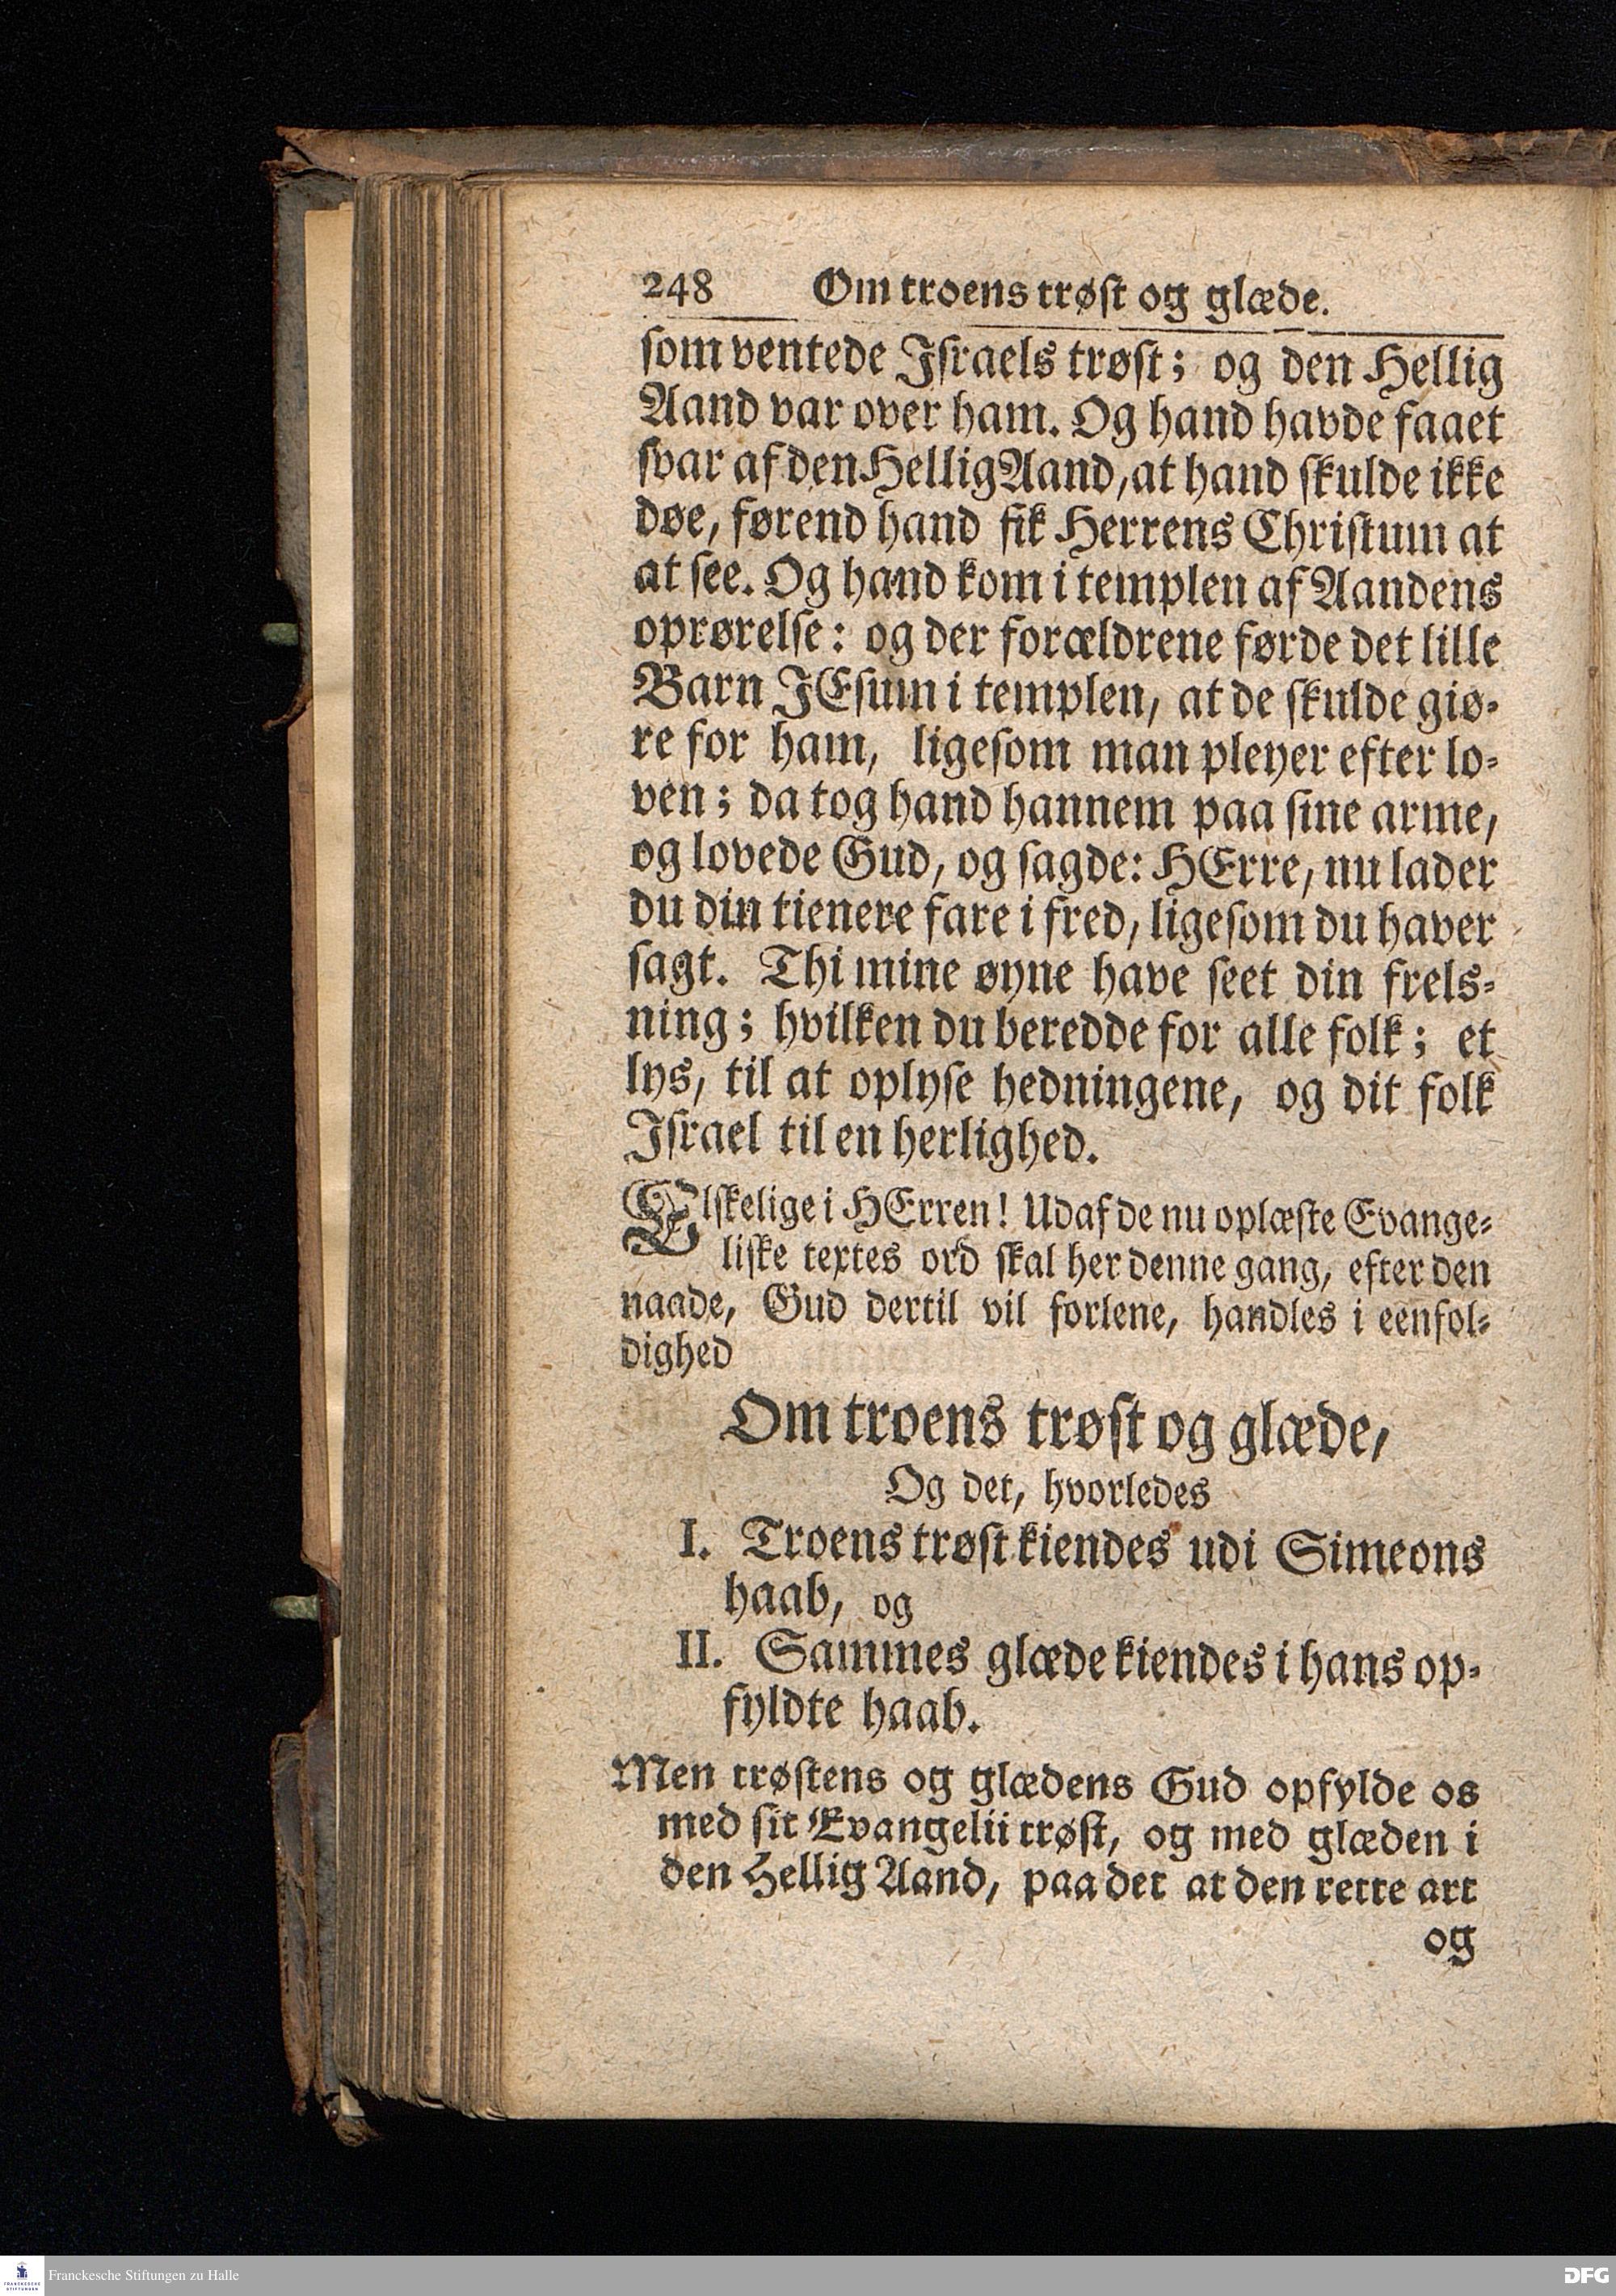 248 Om troens trøst og glæde.
som ventede Israels trøst; og den Hellig
Aand var over ham. Og hand havde faaet
svar af den Hellig Aand, at hand skulde ikke
døe, førend hand fik Herrens Christum at
at see. Og hand kom i templen af Aandens
oprørelse: og der forældrene førde det lille
Barn JEsum i templen, at de skulde giø-
re for ham, ligesom man pleyer efter lo-
ven; da tog hand hannem paa sine arme,
og lovede Gud, og sagde: HErre, nu lader
du din tienere fare i fred, ligesom du haver
sagt. Thi mine øyne have seet din frels-
ning; hvilken du beredde for alle folk; et
lys, til at oplyse hedningene, og dit folk
Israel til en herlighed.
Elskelige i HErren! Udaf de nu oplæste Evange-
liske textes ord skal her denne gang, efter den
naade, Gud dertil vil forlene, handles i eenfol-
dighed
Om troens trøst og glæde,
Og det, hvorledes
I. Troens trøst kiendes udi Simeons
haab, og
II. Sammes glæde kiendes i hans op-
fyldte haab.
Men trøstens og glædens Gud opfylde os
med sit Evangelii trøst, og med glæden i
den Hellig Aand, paa det at den rette art
og
Franckesche Stiftungen zu Halle
FRANCKESCHE
STIFTUNGEN
DFG